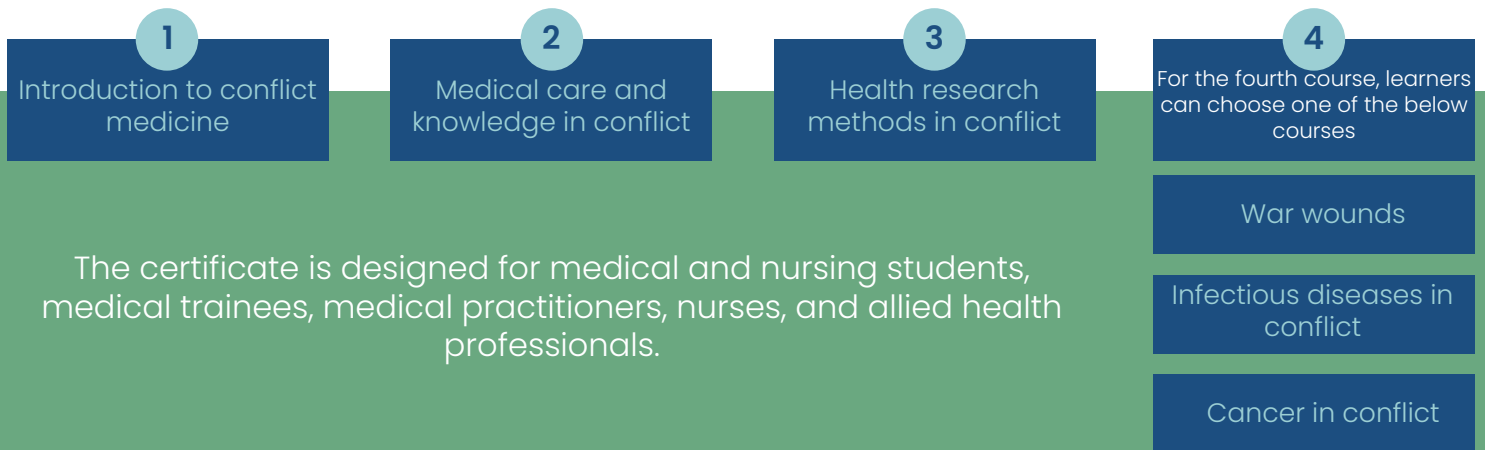 1
Introduction to conflict
medicine
2
Medical care and
knowledge in conflict
3
Health research
methods in conflict
4
For the fourth course, learners
can choose one of the below
courses
War wounds
Infectious diseases in
conflict
Cancer in conflict
The certificate is designed for medical and nursing students,
medical trainees, medical practitioners, nurses, and allied health
professionals.